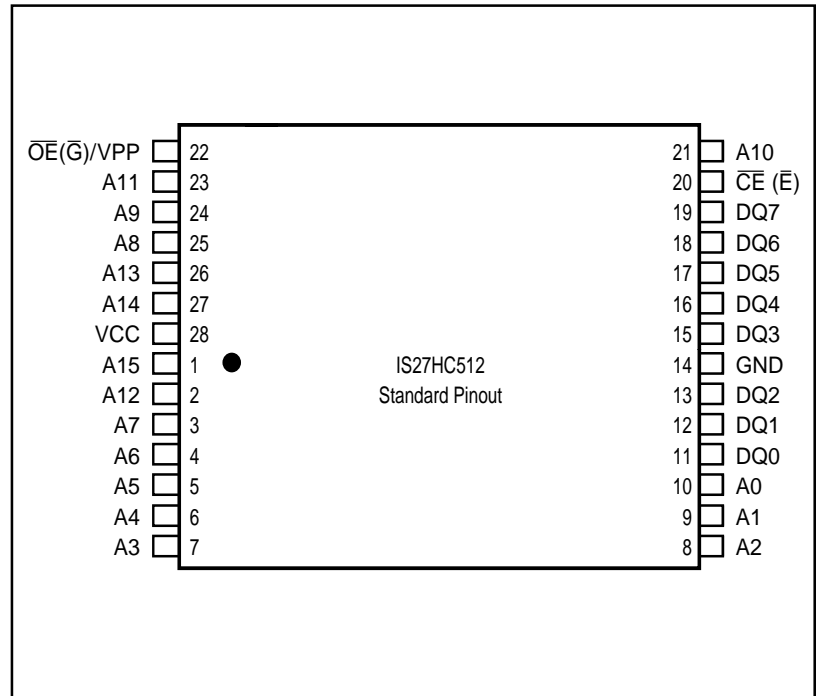 O̅E̅(G̅)/VPP 22 21 A10
A11 23 20 C̅E̅ (E̅)
A9 24 19 DQ7
A8 25 18 DQ6
A13 26 17 DQ5
A14 27 16 DQ4
VCC 28 15 DQ3
A15 1 IS27HC512 14 GND
A12 2 Standard Pinout 13 DQ2
A7 3 12 DQ1
A6 4 11 DQ0
A5 5 10 A0
A4 6 9 A1
A3 7 8 A2